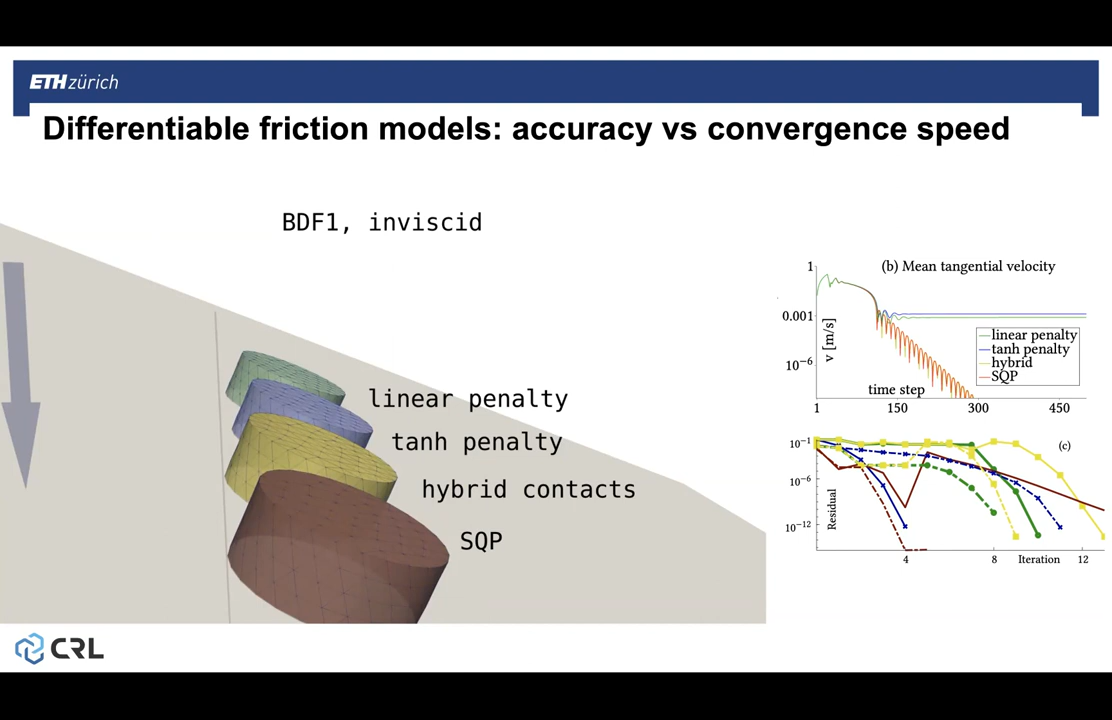 ETH zürich
Differentiable friction models: accuracy vs convergence speed
BDF1, inviscid
linear penalty
tanh penalty
hybrid contacts
SQP
(b) Mean tangential velocity
1
0.001
10⁻⁶
v [m/s]
linear penalty
tanh penalty
hybrid
SQP
time step
1 150 300 450
(c)
10⁻¹
10⁻⁶
10⁻¹²
Residual
4 8 Iteration 12
CRL